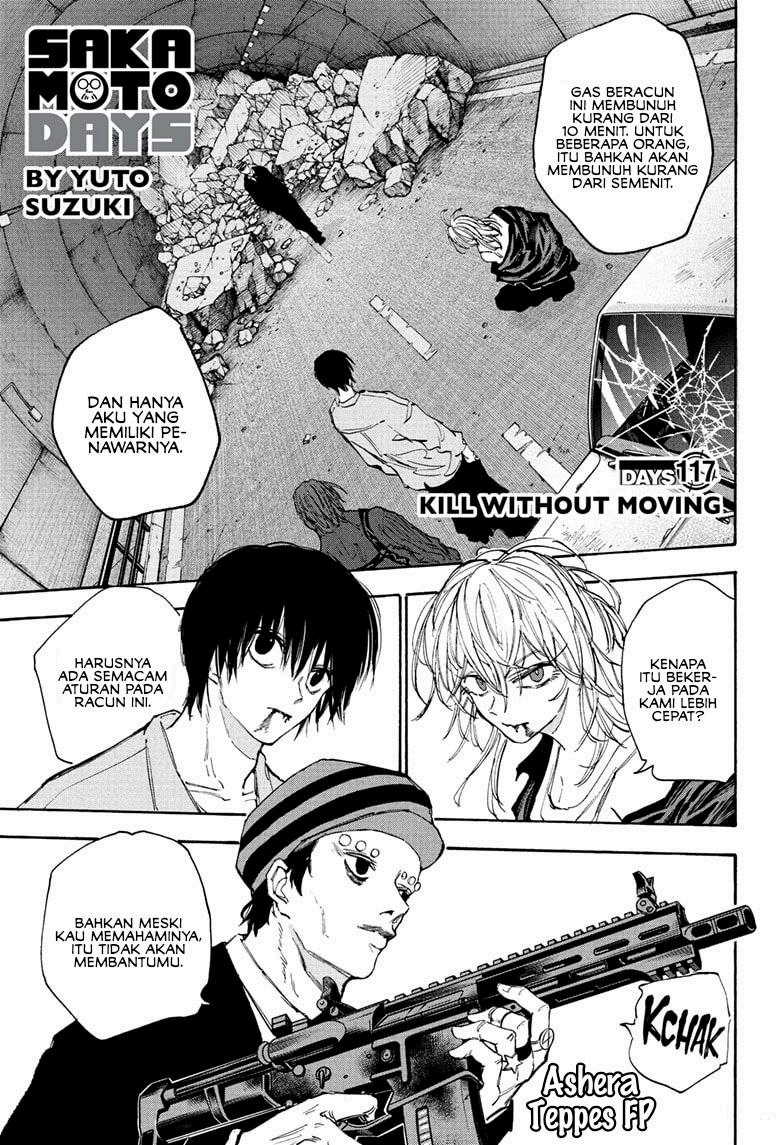 SAKA
MOTO
DAYS
BY YUTO
SUZUKI
GAS BERACUN
INI MEMBUNUH
KURANG DARI
10 MENIT. UNTUK
BEBERAPA ORANG,
ITU BAHKAN AKAN
MEMBUNUH KURANG
DARI SEMENIT.
DAN HANYA
AKU YANG
MEMILIKI PE-
NAWARNYA.
DAYS 117
KILL WITHOUT MOVING
KENAPA
ITU BEKER-
JA PADA
KAMI LEBIH
CEPAT?
HARUSNYA
ADA SEMACAM
ATURAN PADA
RACUN INI.
BAHKAN MESKI
KAU MEMAHAMINYA,
ITU TIDAK AKAN
MEMBANTUMU.
KCHAK
Ashera
Teppes FP